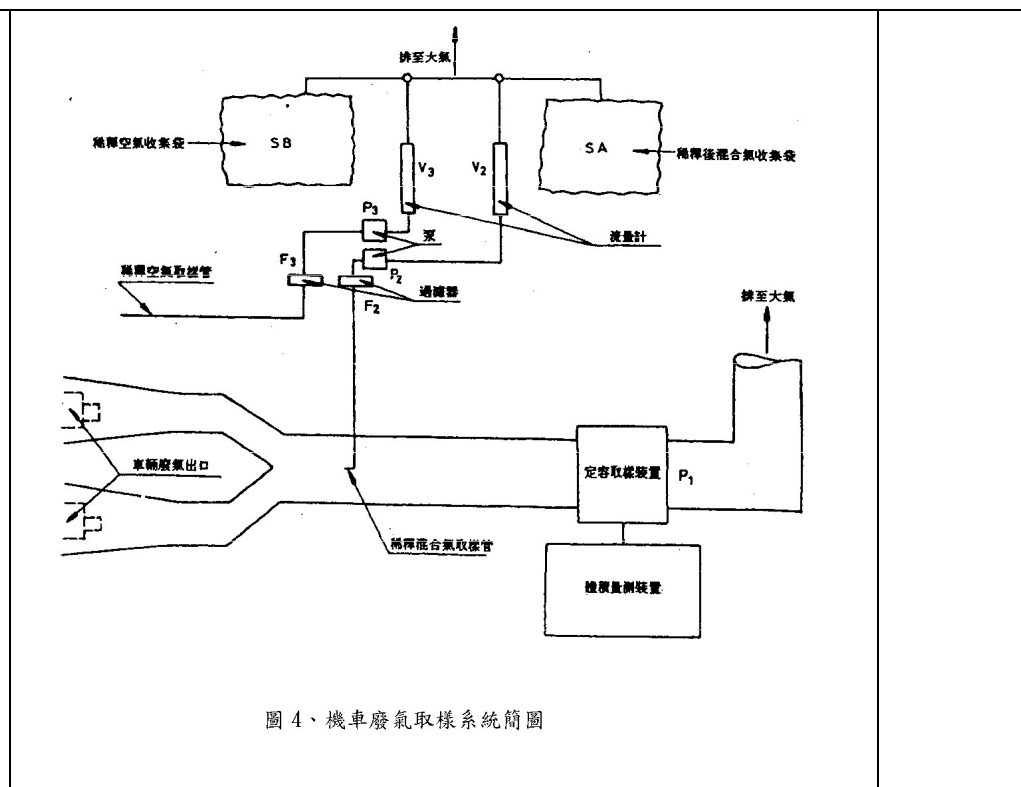 排至大氣
稀釋空氣收集袋
SB
SA
稀釋後混合氣收集袋
V3
V2
P3
泵
流量計
F3
P2
稀釋空氣取樣管
過濾器
F2
排至大氣
車輛廢氣出口
定容取樣裝置
P1
稀釋混合氣取樣管
體積量測裝置
圖 4、機車廢氣取樣系統簡圖